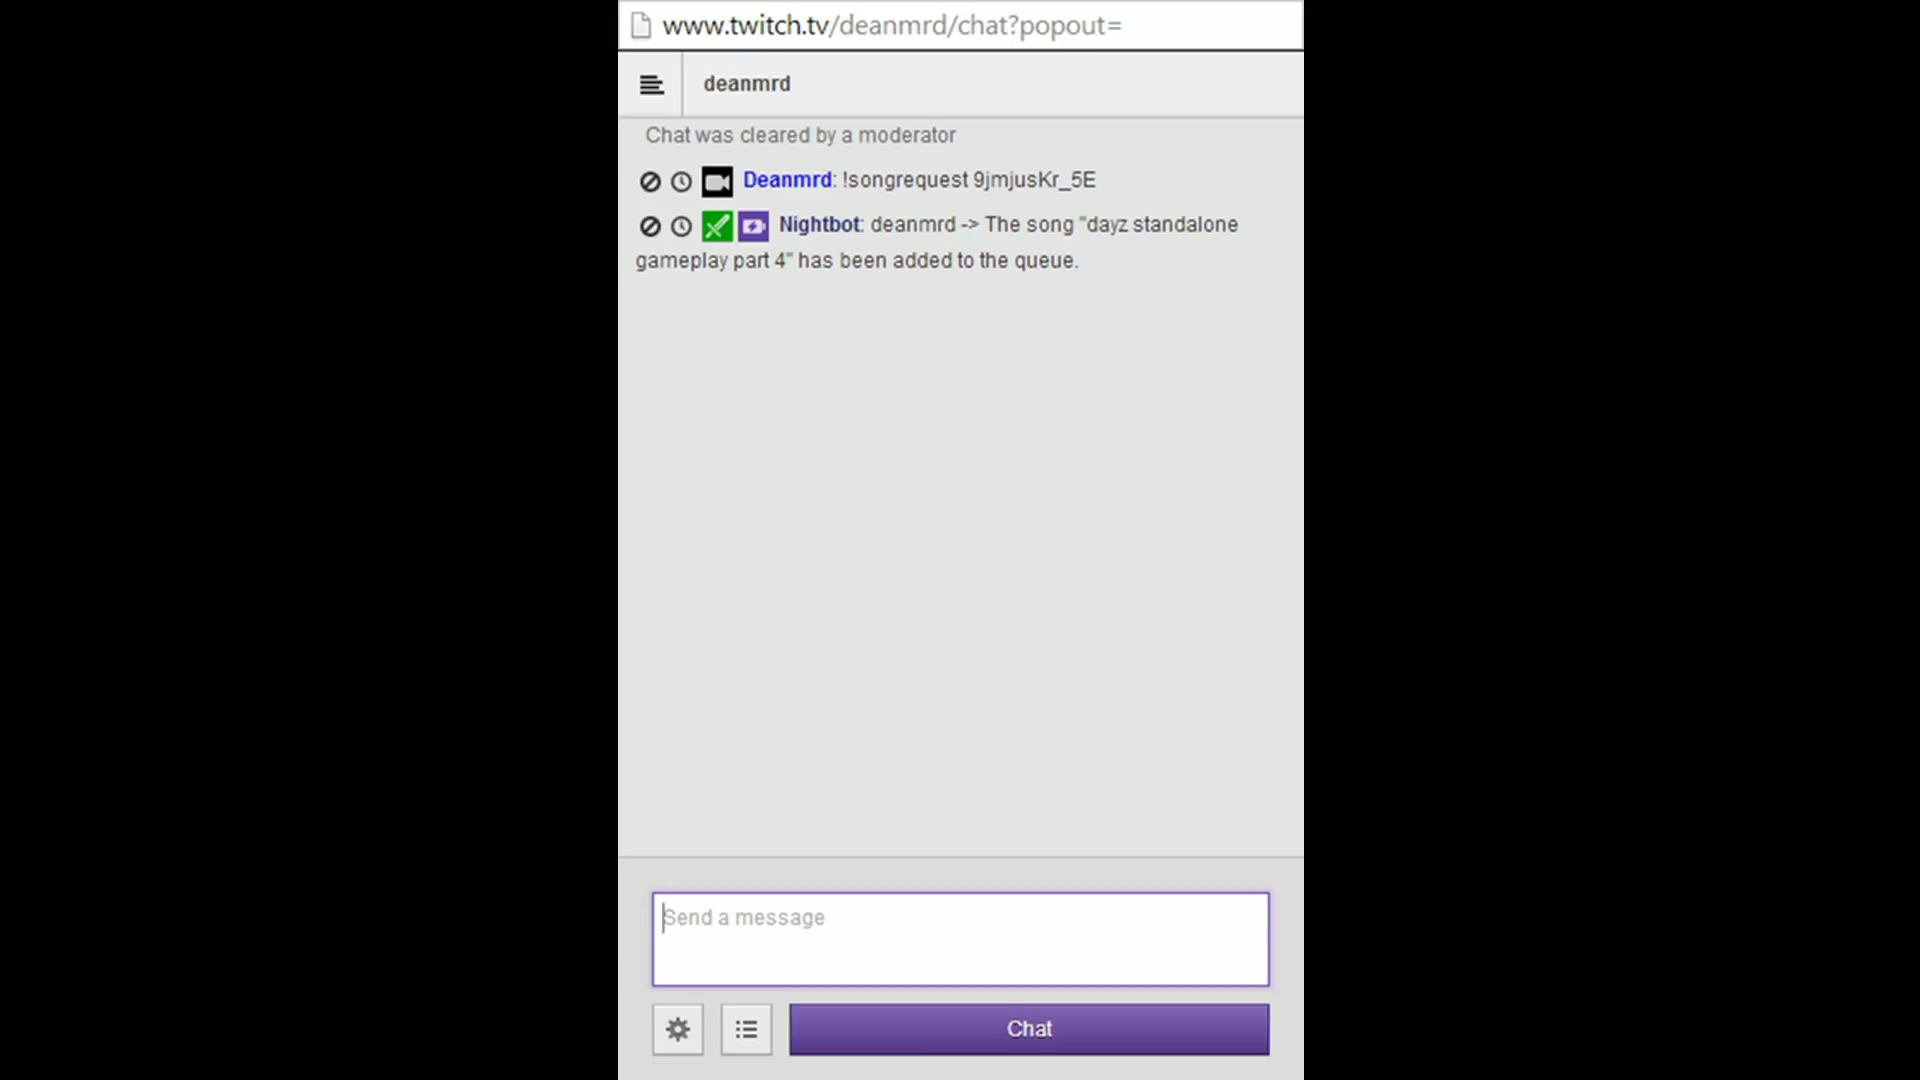 www.twitch.tv/deanmrd/chat?popout=
deanmrd
Chat was cleared by a moderator
Deanmrd: !songrequest 9jmjusKr_5E
Nightbot: deanmrd -> The song "dayz standalone
gameplay part 4" has been added to the queue.
Send a message
Chat